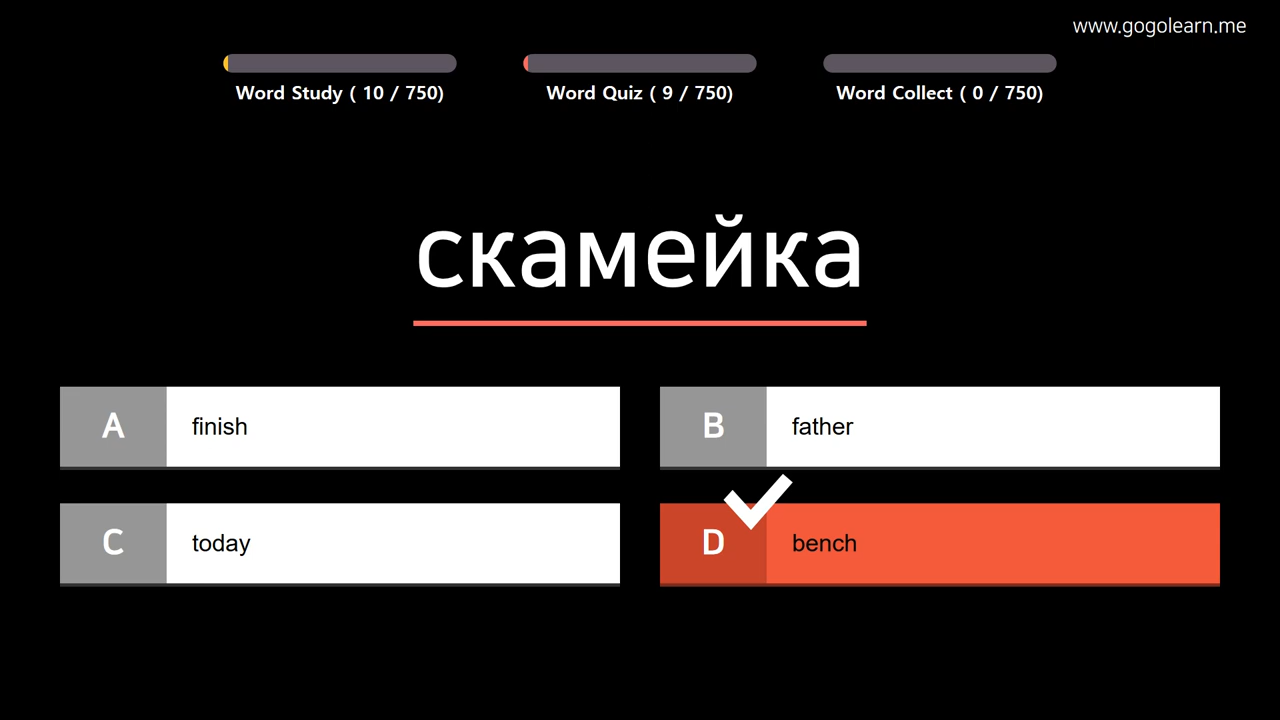 www.gogolearn.me
Word Study ( 10 / 750)
Word Quiz ( 9 / 750)
Word Collect ( 0 / 750)
скамейка
A finish
B father
C today
D bench